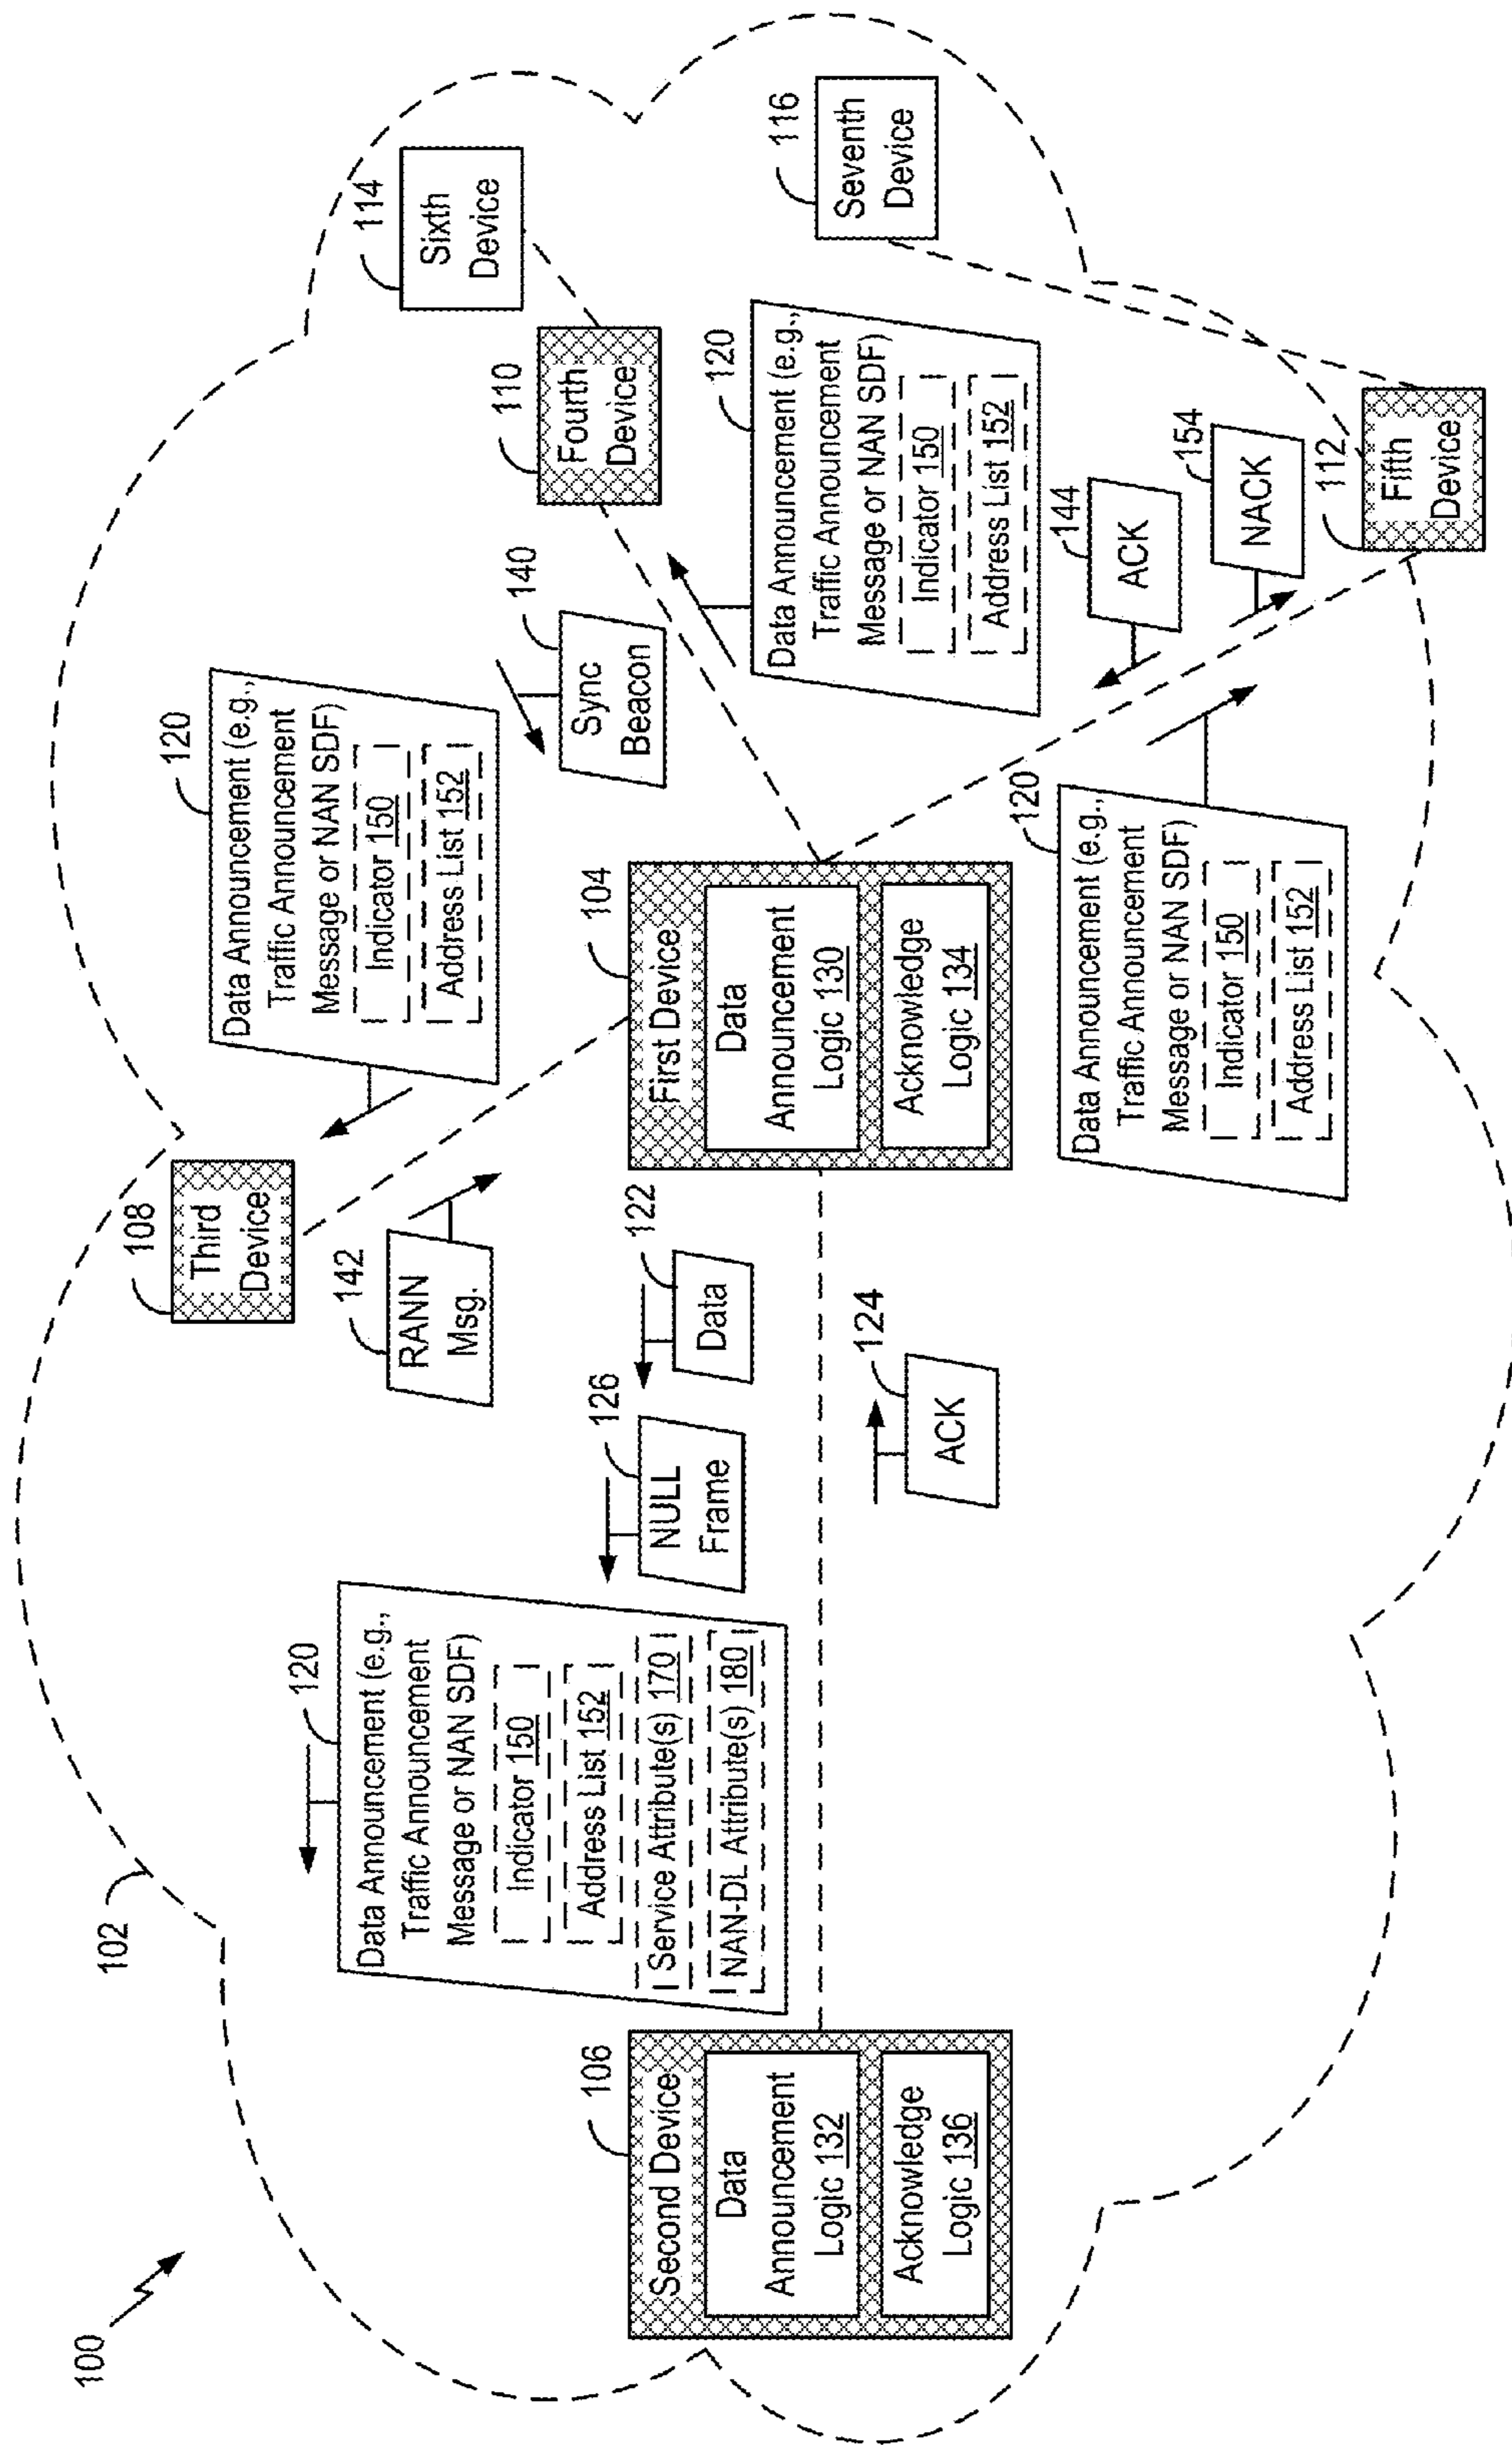 100
102
106
Second Device
Data
Announcement
Logic 132
Acknowledge
Logic 136
120
Data Announcement (e.g.,
Traffic Announcement
Message or NAN SDF)
Indicator 150
Address List 152
Service Attribute(s) 170
NAN-DL Attribute(s) 180
126
NULL
Frame
122
Data
124
ACK
108
Third
Device
142
RANN
Msg.
104
First Device
Data
Announcement
Logic 130
Acknowledge
Logic 134
120
Data Announcement (e.g.,
Traffic Announcement
Message or NAN SDF)
Indicator 150
Address List 152
140
Sync
Beacon
110
Fourth
Device
114
Sixth
Device
116
Seventh
Device
120
Data Announcement (e.g.,
Traffic Announcement
Message or NAN SDF)
Indicator 150
Address List 152
120
Data Announcement (e.g.,
Traffic Announcement
Message or NAN SDF)
Indicator 150
Address List 152
144
ACK
154
NACK
112
Fifth
Device